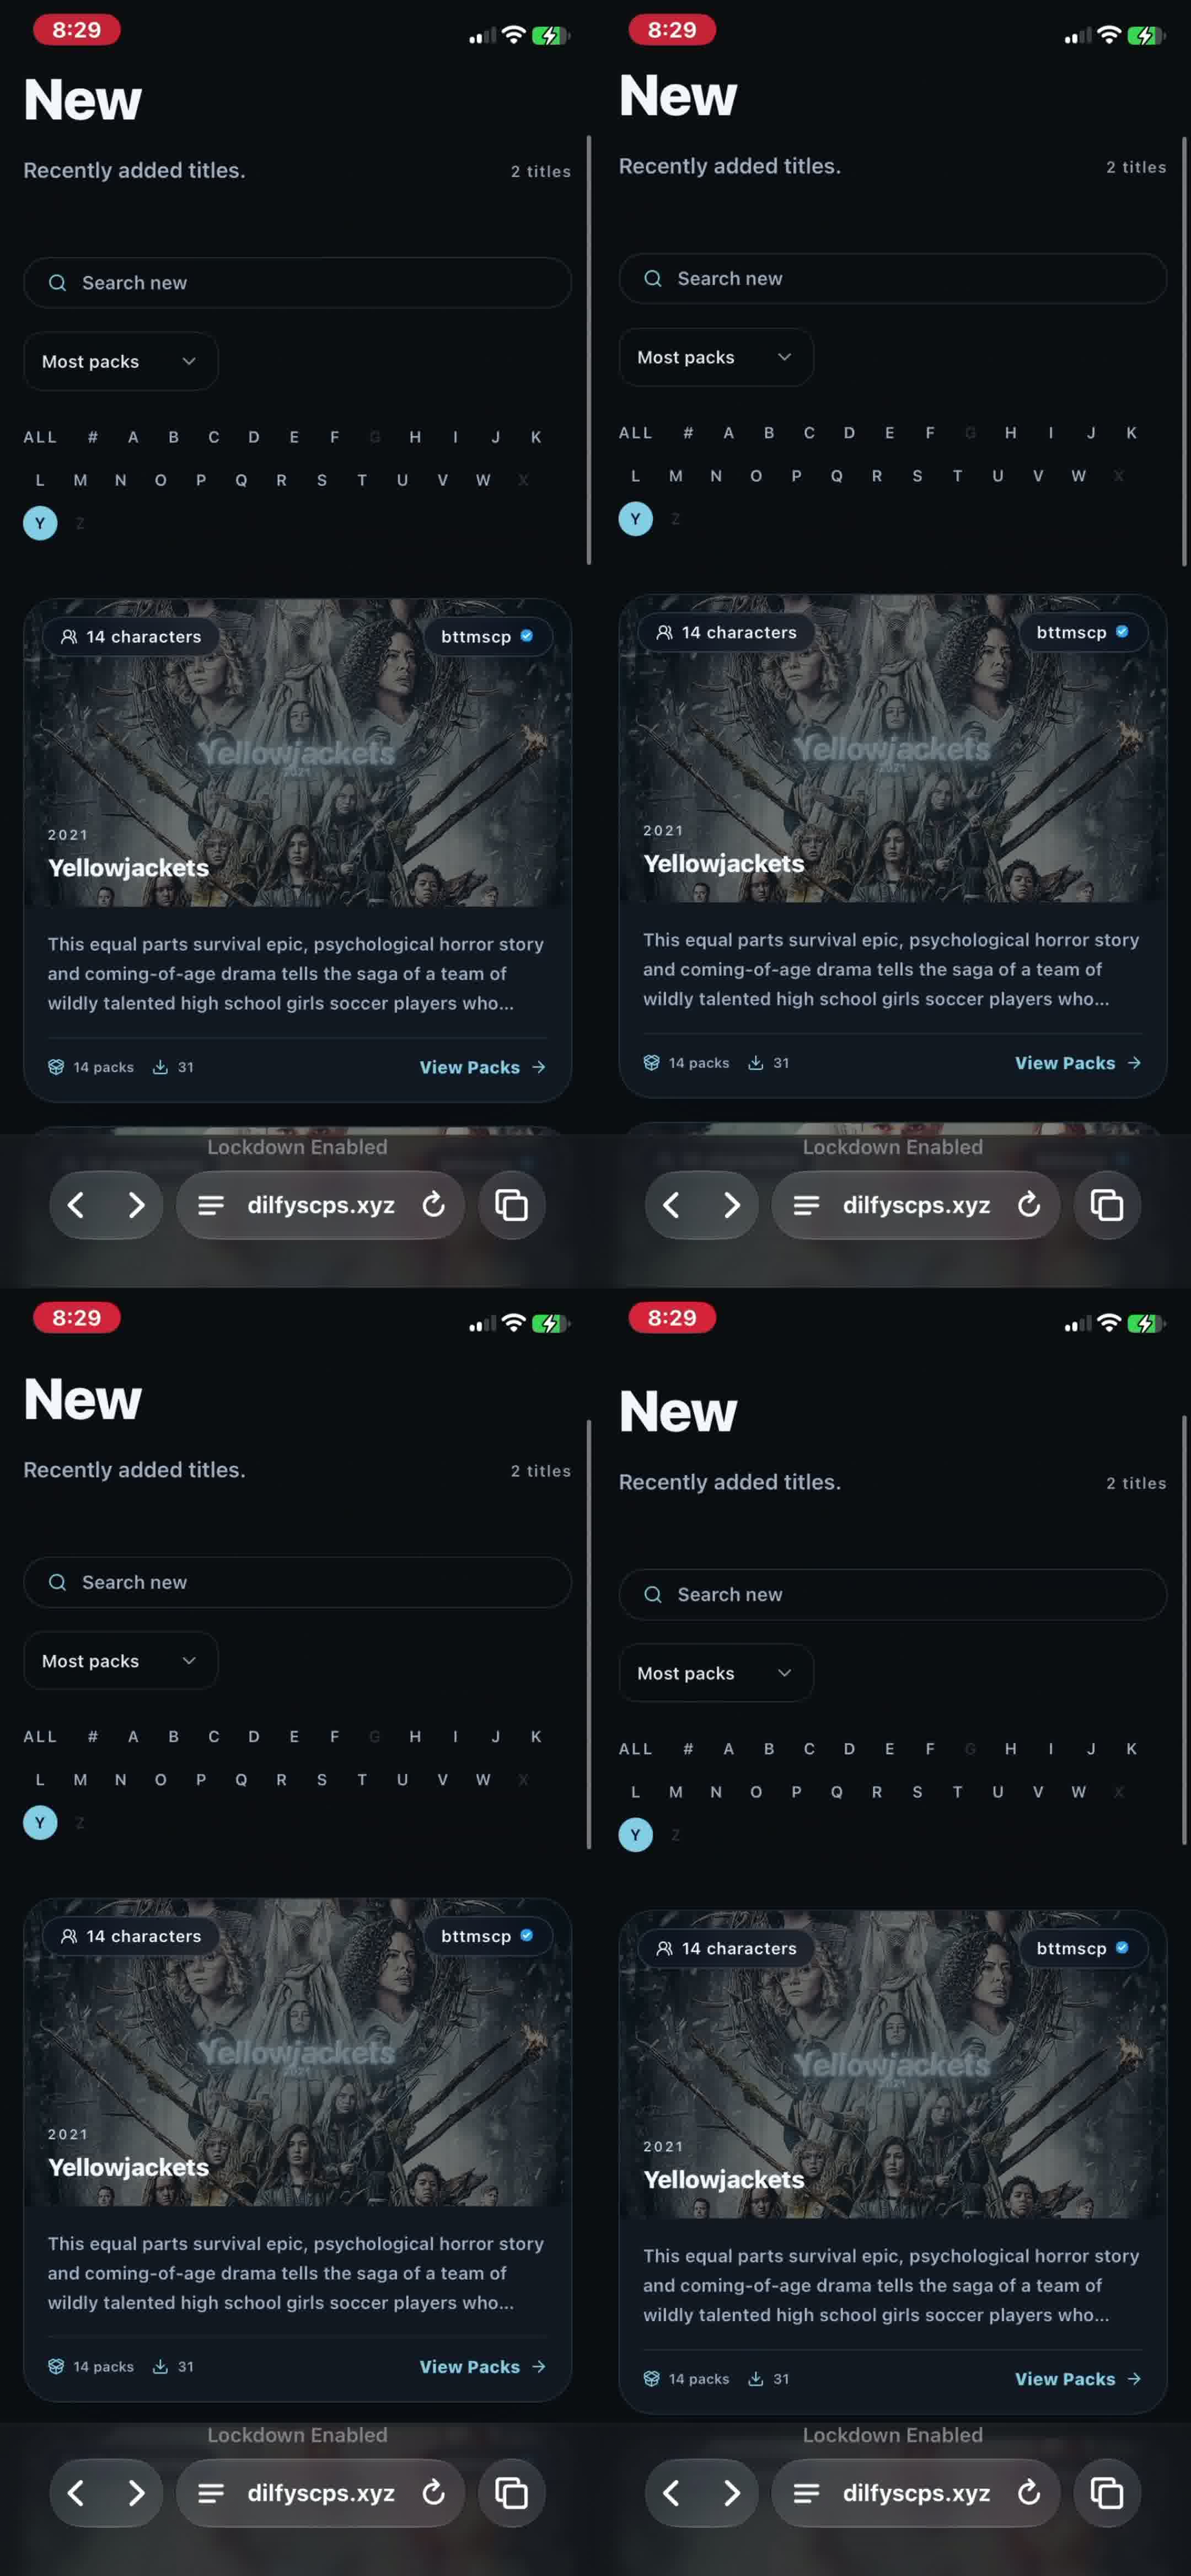 8:29
New
Recently added titles.
2 titles
Search new
Most packs
ALL # A B C D E F G H I J K
L M N O P Q R S T U V W X
Y Z
14 characters
bttmscp
Yellowjackets
2021
2021
Yellowjackets
This equal parts survival epic, psychological horror story
and coming-of-age drama tells the saga of a team of
wildly talented high school girls soccer players who...
14 packs 31 View Packs
Lockdown Enabled
dilfyscps.xyz
8:29
New
Recently added titles.
2 titles
Search new
Most packs
ALL # A B C D E F G H I J K
L M N O P Q R S T U V W X
Y Z
14 characters
bttmscp
Yellowjackets
2021
2021
Yellowjackets
This equal parts survival epic, psychological horror story
and coming-of-age drama tells the saga of a team of
wildly talented high school girls soccer players who...
14 packs 31 View Packs
Lockdown Enabled
dilfyscps.xyz
8:29
New
Recently added titles.
2 titles
Search new
Most packs
ALL # A B C D E F G H I J K
L M N O P Q R S T U V W X
Y Z
14 characters
bttmscp
Yellowjackets
2021
2021
Yellowjackets
This equal parts survival epic, psychological horror story
and coming-of-age drama tells the saga of a team of
wildly talented high school girls soccer players who...
14 packs 31 View Packs
Lockdown Enabled
dilfyscps.xyz
8:29
New
Recently added titles.
2 titles
Search new
Most packs
ALL # A B C D E F G H I J K
L M N O P Q R S T U V W X
Y Z
14 characters
bttmscp
Yellowjackets
2021
2021
Yellowjackets
This equal parts survival epic, psychological horror story
and coming-of-age drama tells the saga of a team of
wildly talented high school girls soccer players who...
14 packs 31 View Packs
Lockdown Enabled
dilfyscps.xyz